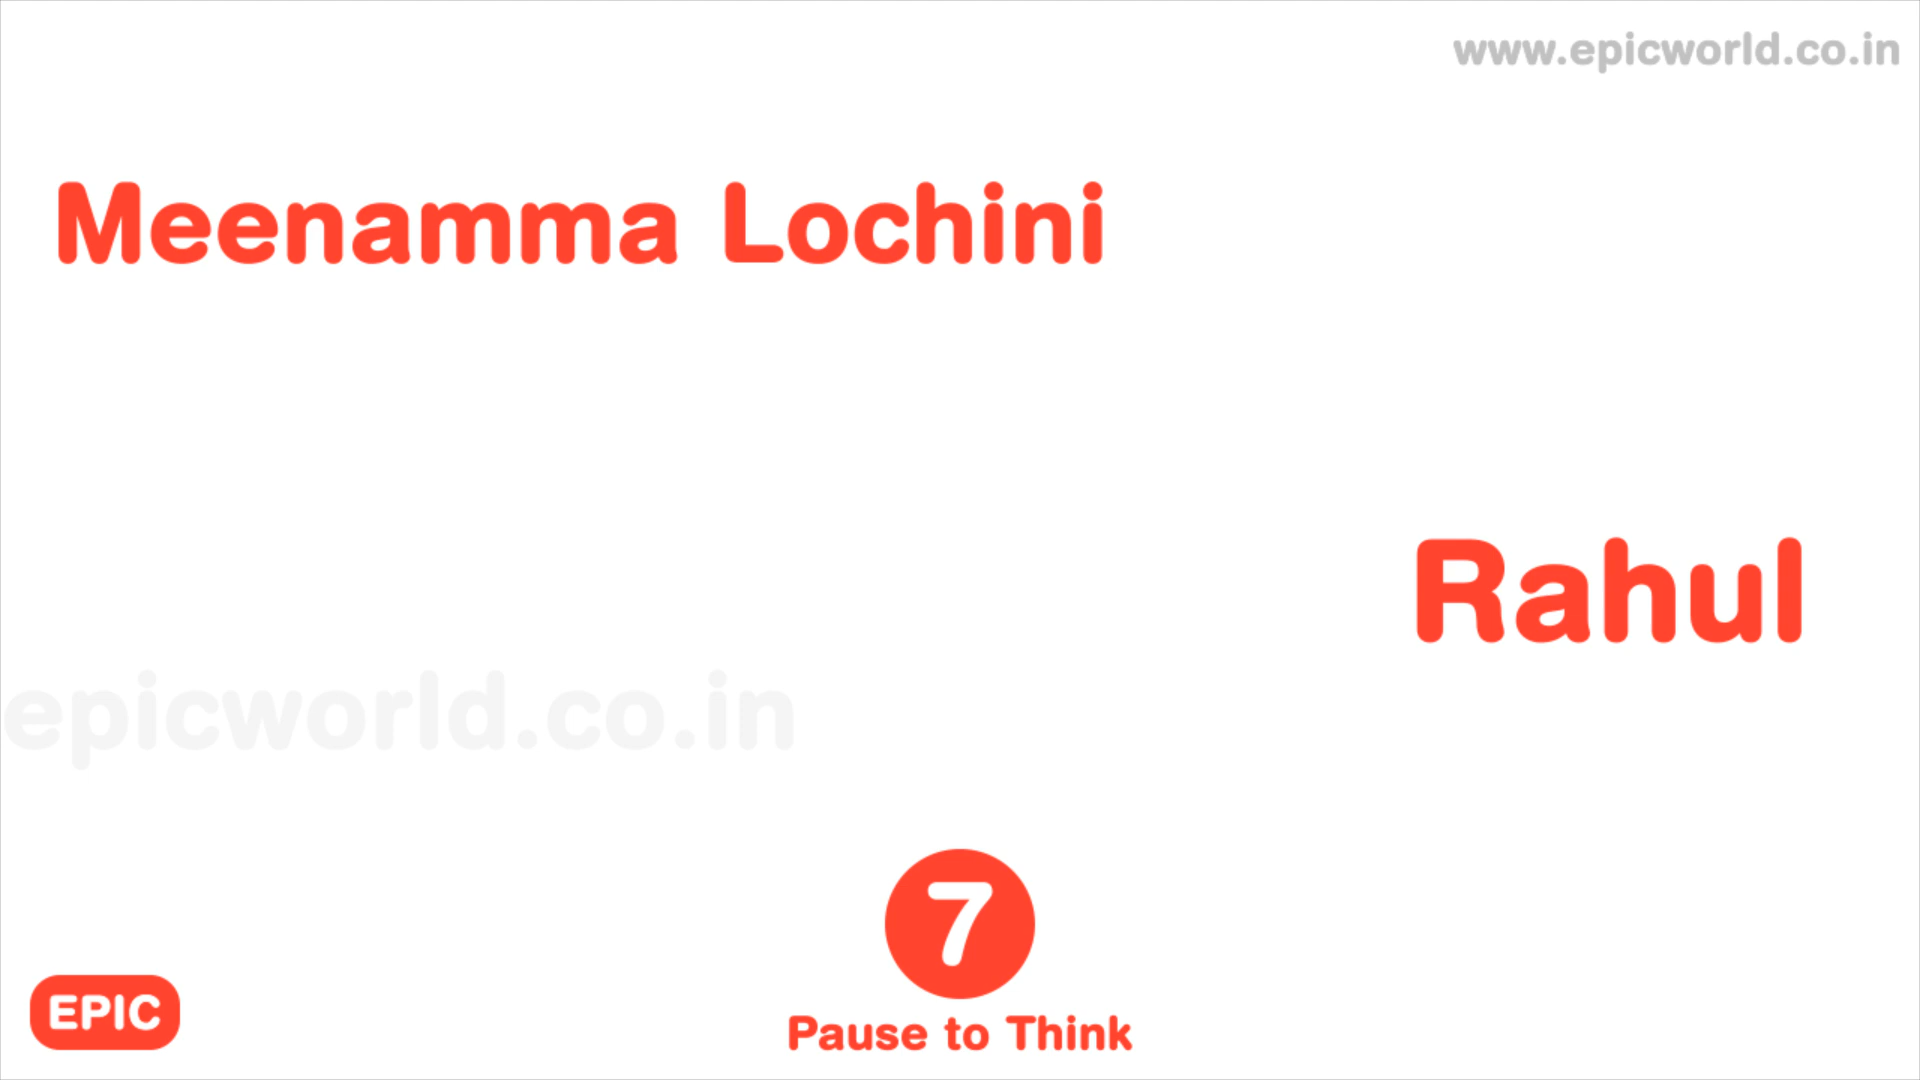 www.epicworld.co.in
Meenamma Lochini
Rahul
epicworld.co.in
7
Pause to Think
EPIC